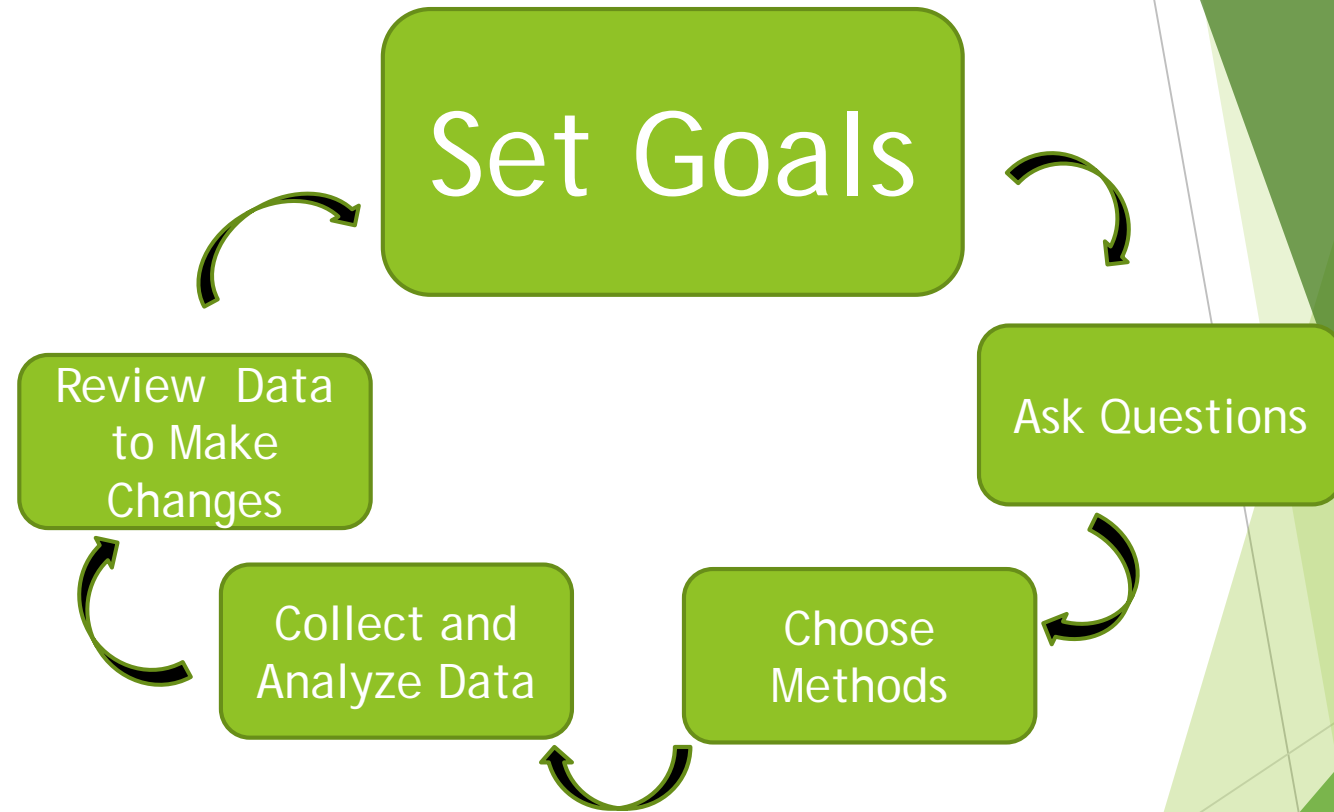 Set Goals
Ask Questions
Choose
Methods
Collect and
Analyze Data
Review Data
to Make
Changes